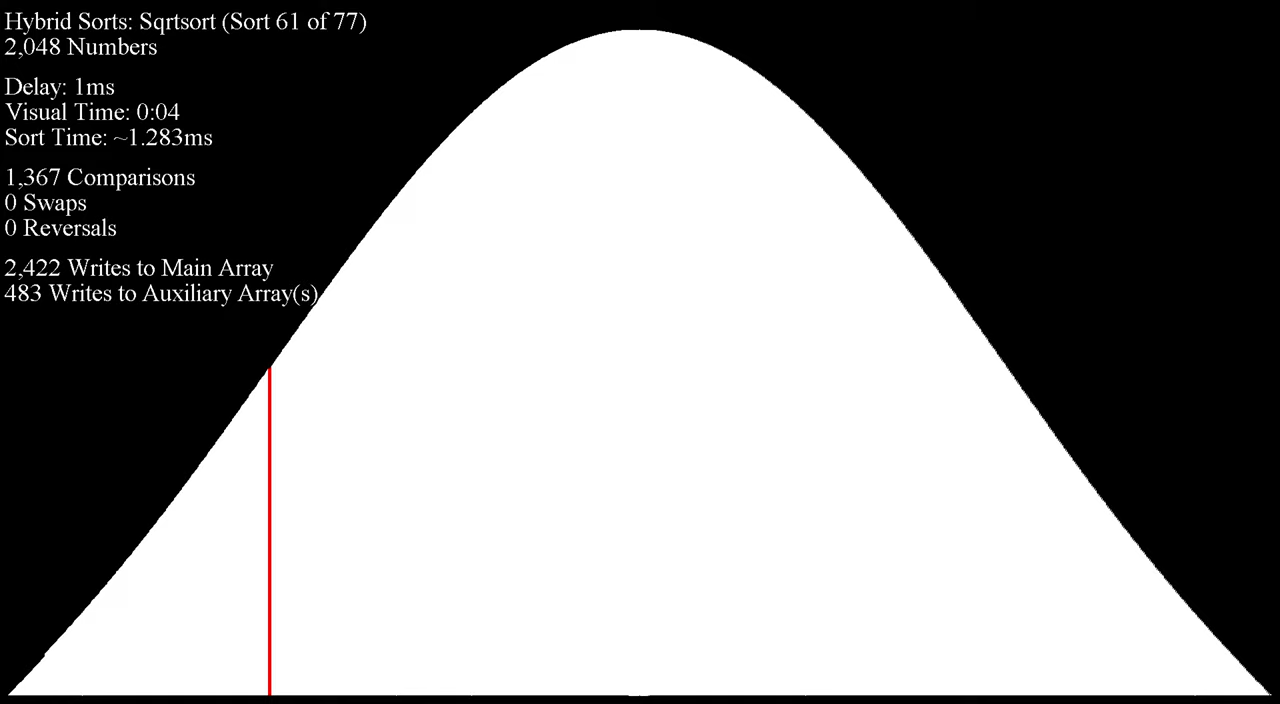 Hybrid Sorts: Sqrtsort (Sort 61 of 77)
2,048 Numbers
Delay: 1ms
Visual Time: 0:04
Sort Time: ~1.283ms
1,367 Comparisons
0 Swaps
0 Reversals
2,422 Writes to Main Array
483 Writes to Auxiliary Array(s)